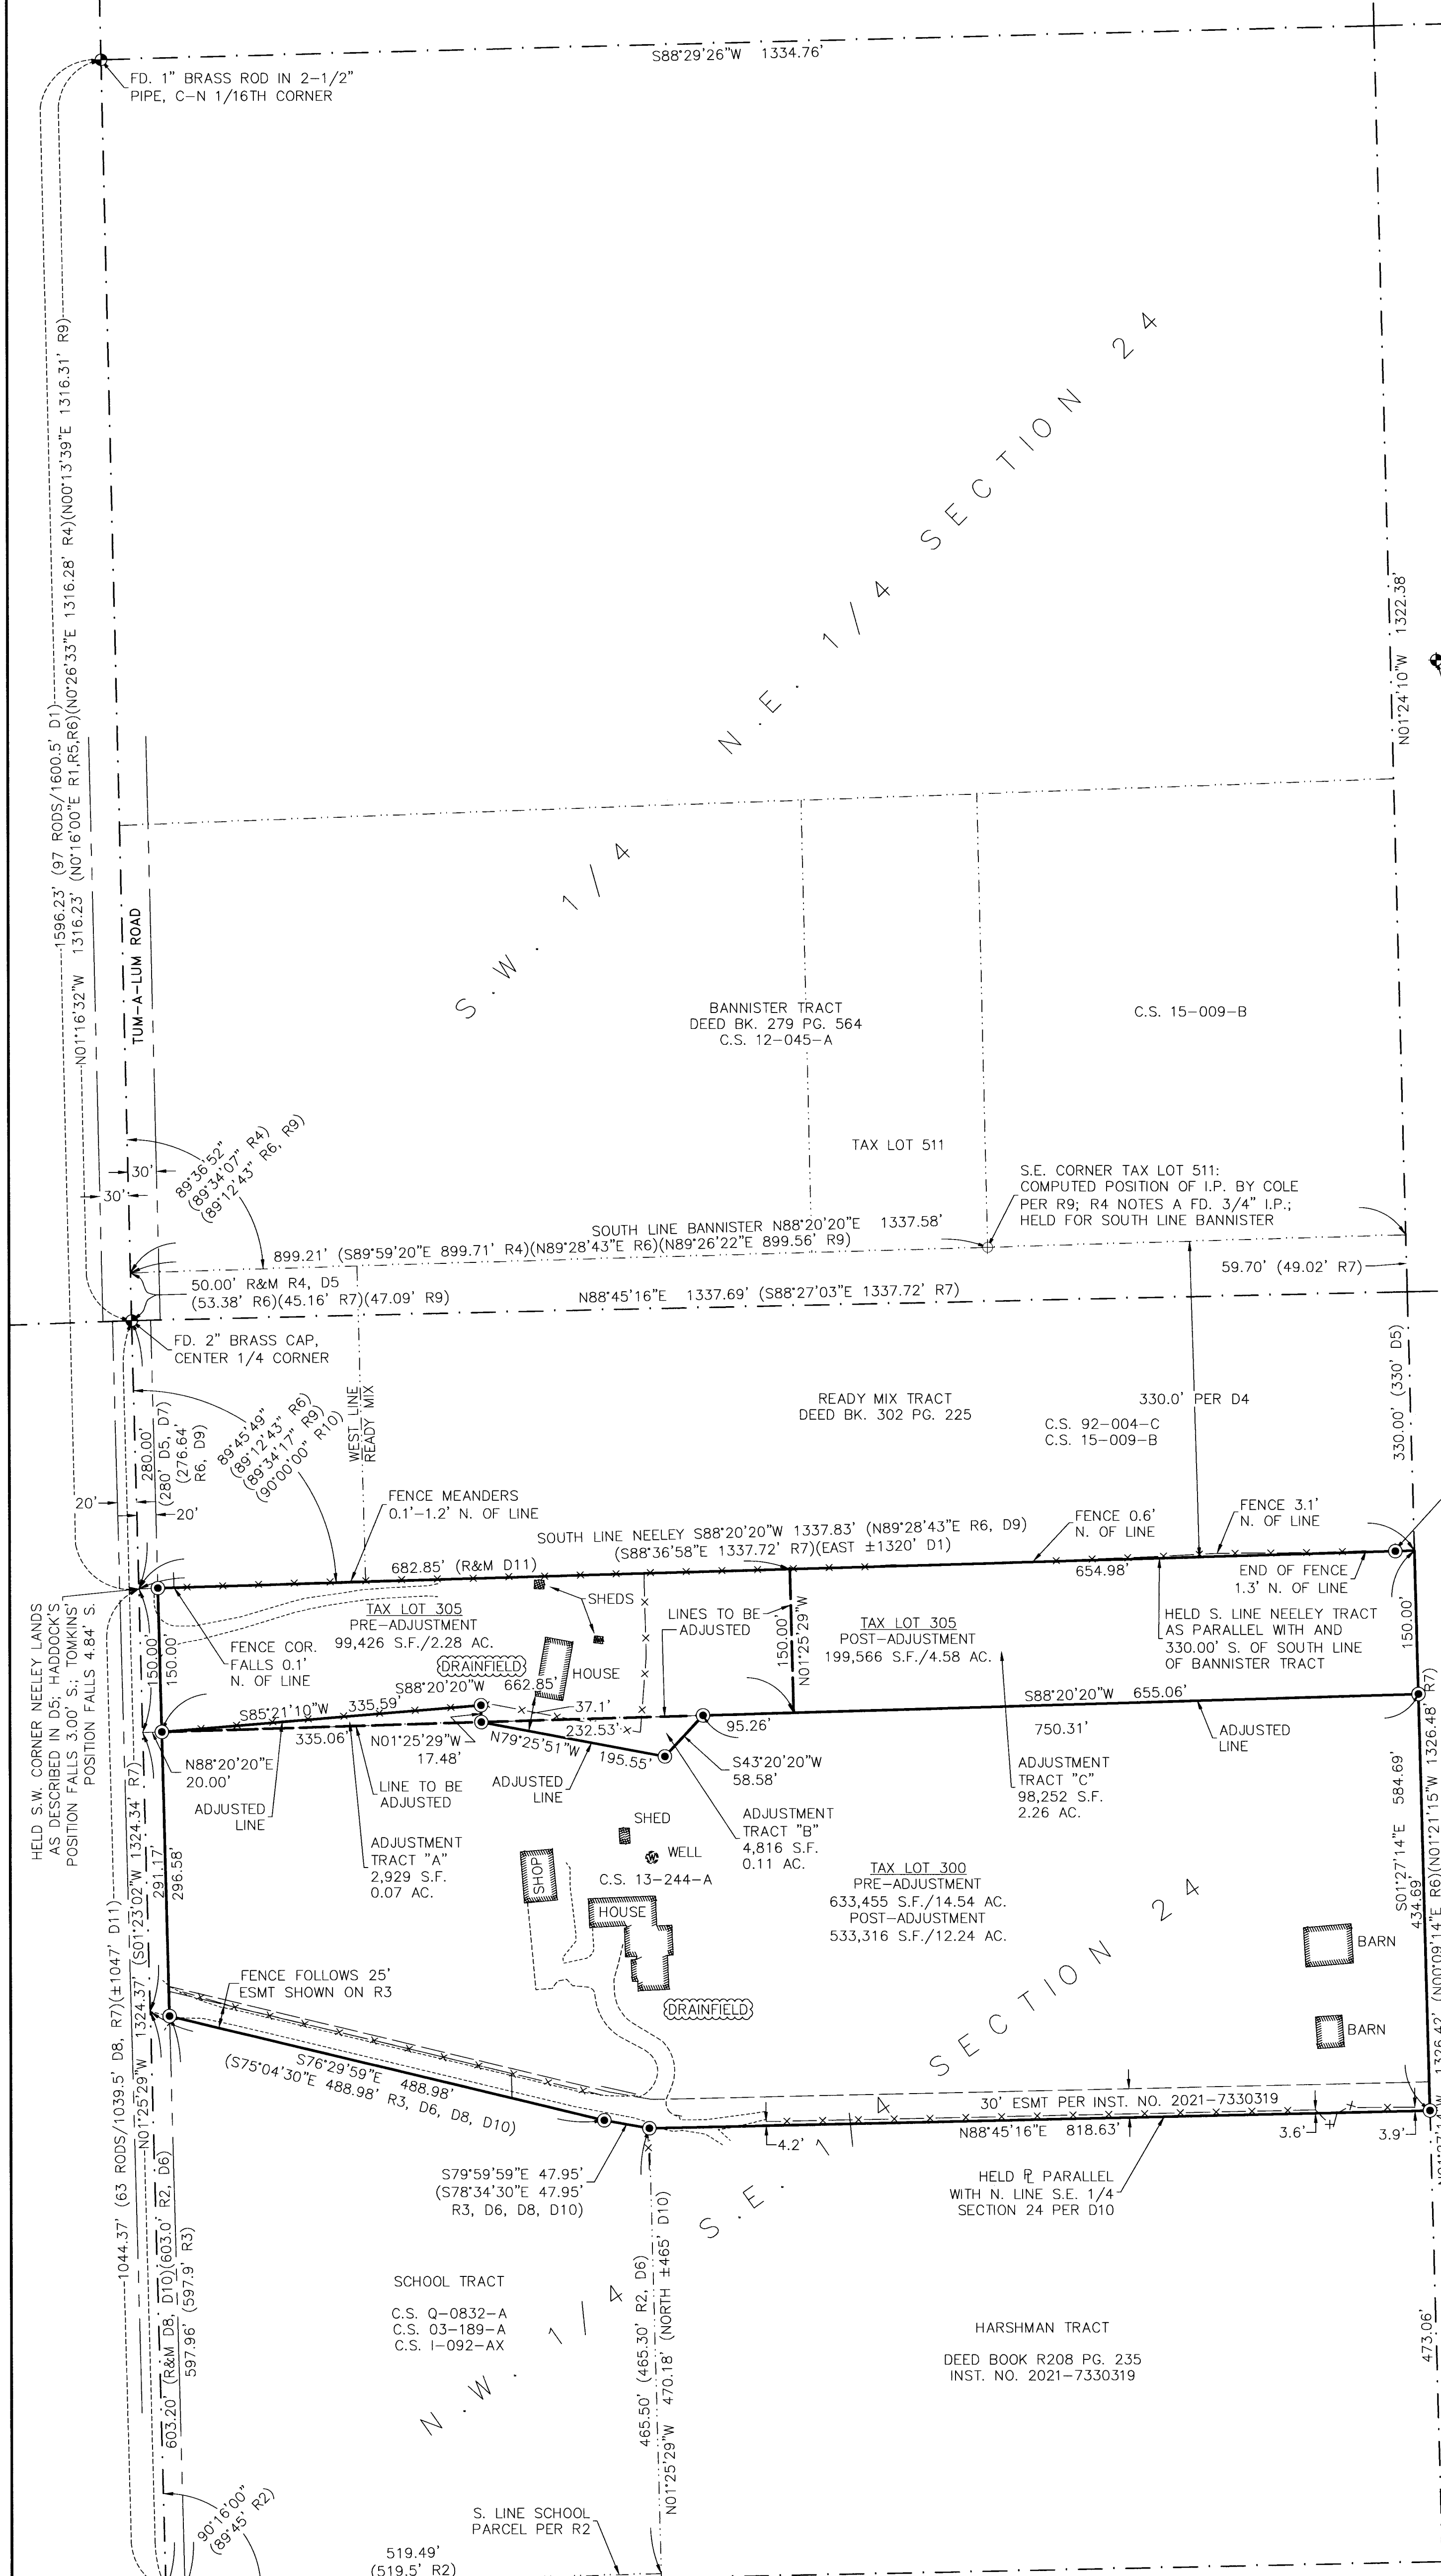 S88°29'26"W 1334.76'
FD. 1" BRASS ROD IN 2-1/2"
PIPE, C-N 1/16TH CORNER
1596.23' (97 RODS/1600.5' D1)
N01°16'32"W 1316.23' (N0°16'00"E R1,R5,R6)(N0°26'33"E 1316.28' R4)(N00°13'39"E 1316.31' R9)
N.E. 1/4 SECTION 24
N01°24'10"W 1322.38'
TUM-A-LUM ROAD
S.W. 1/4
BANNISTER TRACT
DEED BK. 279 PG. 564
C.S. 12-045-A
C.S. 15-009-B
TAX LOT 511
30'
30'
89°36'52"
(89°34'07" R4)
(89°12'43" R6, R9)
S.E. CORNER TAX LOT 511:
COMPUTED POSITION OF I.P. BY COLE
PER R9; R4 NOTES A FD. 3/4" I.P.;
HELD FOR SOUTH LINE BANNISTER
SOUTH LINE BANNISTER N88°20'20"E 1337.58'
899.21' (S89°59'20"E 899.71' R4)(N89°28'43"E R6)(N89°26'22"E 899.56' R9)
50.00' R&M R4, D5
(53.38' R6)(45.16' R7)(47.09' R9)
59.70' (49.02' R7)
N88°45'16"E 1337.69' (S88°27'03"E 1337.72' R7)
FD. 2" BRASS CAP,
CENTER 1/4 CORNER
280.00'
(280' D5, D7)
(276.64'
R6, D9)
89°45'49"
(89°12'43" R6)
(89°34'17" R9)
(90°00'00" R10)
WEST LINE
READY MIX
READY MIX TRACT
DEED BK. 302 PG. 225
330.0' PER D4
C.S. 92-004-C
C.S. 15-009-B
330.00' (330' D5)
20'
20'
FENCE MEANDERS
0.1'-1.2' N. OF LINE
SOUTH LINE NEELEY S88°20'20"W 1337.83' (N89°28'43"E R6, D9)
(S88°36'58"E 1337.72' R7)(EAST ±1320' D1)
FENCE 0.6'
N. OF LINE
FENCE 3.1'
N. OF LINE
682.85' (R&M D11)
654.98'
END OF FENCE
1.3' N. OF LINE
HELD S.W. CORNER NEELEY LANDS
AS DESCRIBED IN D5; HADDOCK'S
POSITION FALLS 3.00' S.; TOMKINS'
POSITION FALLS 4.84' S.
150.00'
150.00'
FENCE COR.
FALLS 0.1'
N. OF LINE
TAX LOT 305
PRE-ADJUSTMENT
99,426 S.F./2.28 AC.
SHEDS
HOUSE
DRAINFIELD
LINES TO BE
ADJUSTED
150.00'
N01°25'29"W
TAX LOT 305
POST-ADJUSTMENT
199,566 S.F./4.58 AC.
HELD S. LINE NEELEY TRACT
AS PARALLEL WITH AND
330.00' S. OF SOUTH LINE
OF BANNISTER TRACT
150.00'
S88°20'20"W 662.85'
S85°21'10"W 335.59'
37.1'
S88°20'20"W 655.06'
335.06'
N01°25'29"W
17.48'
232.53'
95.26'
750.31'
N79°25'51"W
195.55'
S43°20'20"W
58.58'
N88°20'20"E
20.00'
ADJUSTED
LINE
LINE TO BE
ADJUSTED
ADJUSTED
LINE
ADJUSTED
LINE
ADJUSTMENT
TRACT "A"
2,929 S.F.
0.07 AC.
ADJUSTMENT
TRACT "B"
4,816 S.F.
0.11 AC.
ADJUSTMENT
TRACT "C"
98,252 S.F.
2.26 AC.
SHED
WELL
C.S. 13-244-A
SHOP
HOUSE
DRAINFIELD
TAX LOT 300
PRE-ADJUSTMENT
633,455 S.F./14.54 AC.
POST-ADJUSTMENT
533,316 S.F./12.24 AC.
BARN
BARN
S01°27'14"E 584.69'
434.69'
1326.42' (N00°09'14"E R6)(N01°21'15"W 1326.48' R7)
291.17'
296.58'
1044.37' (63 RODS/1039.5' D8, R7)(±1047' D11)
N01°25'29"W 1324.37' (S01°23'02"W 1324.34' R7)
FENCE FOLLOWS 25'
ESMT SHOWN ON R3
S76°29'59"E 488.98'
(S75°04'30"E 488.98' R3, D6, D8, D10)
S.E. 1/4 SECTION 24
30' ESMT PER INST. NO. 2021-7330319
N88°45'16"E 818.63'
4.2'
3.6'
3.9'
S79°59'59"E 47.95'
(S78°34'30"E 47.95'
R3, D6, D8, D10)
HELD ℄ PARALLEL
WITH N. LINE S.E. 1/4
SECTION 24 PER D10
603.20' (R&M D8, D10)(603.0' R2, D6)
597.96' (597.9' R3)
SCHOOL TRACT
C.S. Q-0832-A
C.S. 03-189-A
C.S. I-092-AX
N.W. 1/4
465.50' (465.30' R2, D6)
N01°25'29"W 470.18' (NORTH ±465' D10)
HARSHMAN TRACT
DEED BOOK R208 PG. 235
INST. NO. 2021-7330319
473.06'
90°16'00"
(89°45' R2)
S. LINE SCHOOL
PARCEL PER R2
519.49'
(519.5' R2)